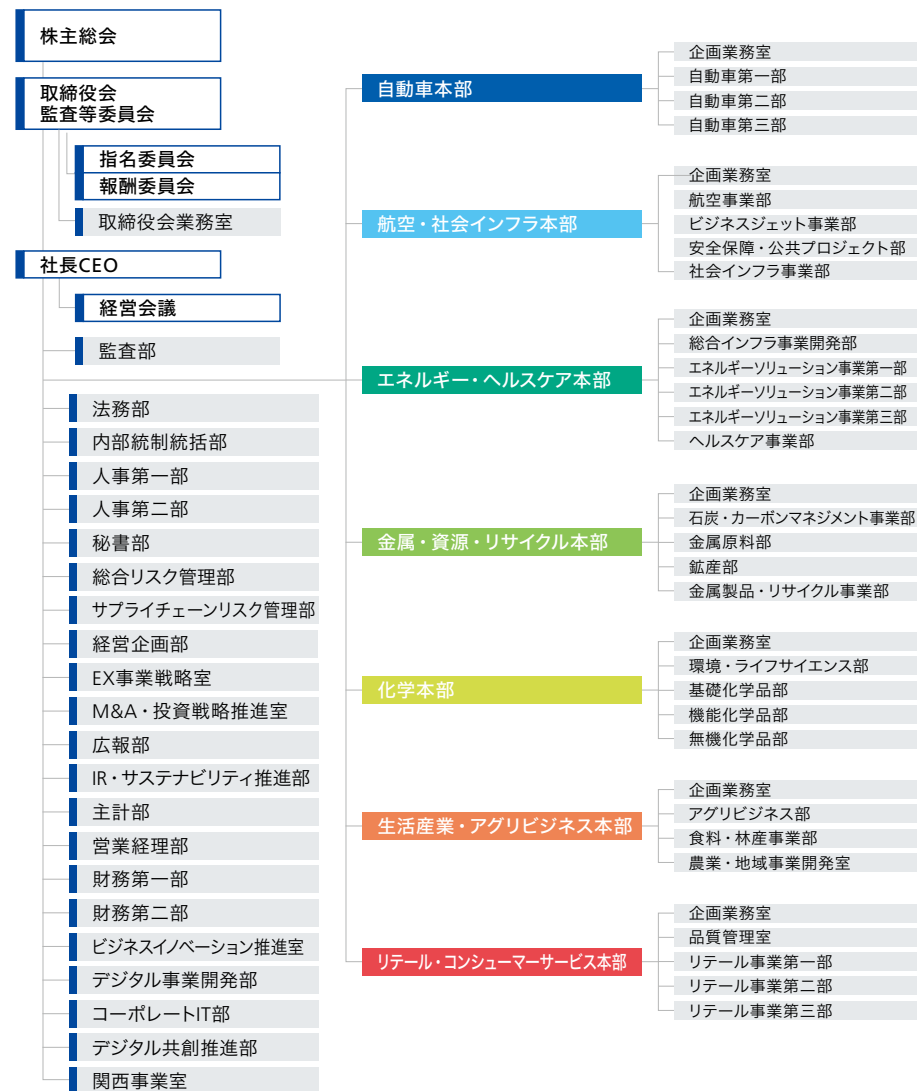 株主総会
取締役会
監査等委員会
指名委員会
報酬委員会
取締役会業務室
社長CEO
経営会議
監査部
法務部
内部統制統括部
人事第一部
人事第二部
秘書部
総合リスク管理部
サプライチェーンリスク管理部
経営企画部
EX事業戦略室
M&A・投資戦略推進室
広報部
IR・サステナビリティ推進部
主計部
営業経理部
財務第一部
財務第二部
ビジネスイノベーション推進室
デジタル事業開発部
コーポレートIT部
デジタル共創推進部
関西事業室
自動車本部
企画業務室
自動車第一部
自動車第二部
自動車第三部
航空・社会インフラ本部
企画業務室
航空事業部
ビジネスジェット事業部
安全保障・公共プロジェクト部
社会インフラ事業部
エネルギー・ヘルスケア本部
企画業務室
総合インフラ事業開発部
エネルギーソリューション事業第一部
エネルギーソリューション事業第二部
エネルギーソリューション事業第三部
ヘルスケア事業部
金属・資源・リサイクル本部
企画業務室
石炭・カーボンマネジメント事業部
金属原料部
鉱産部
金属製品・リサイクル事業部
化学本部
企画業務室
環境・ライフサイエンス部
基礎化学品部
機能化学品部
無機化学品部
生活産業・アグリビジネス本部
企画業務室
アグリビジネス部
食料・林産事業部
農業・地域事業開発室
リテール・コンシューマーサービス本部
企画業務室
品質管理室
リテール事業第一部
リテール事業第二部
リテール事業第三部